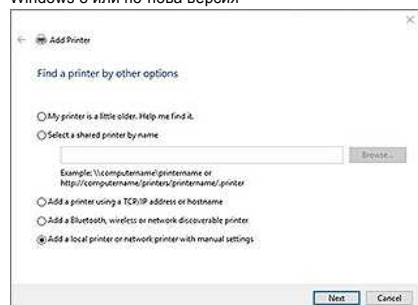 Windows 8 или по-нова версия
Add Printer
Find a printer by other options
My printer is a little older. Help me find it.
Select a shared printer by name
Browse...
Example: \\computername\printername or
http://computername/printers/printername/.printer
Add a printer using a TCP/IP address or hostname
Add a Bluetooth, wireless or network discoverable printer
Add a local printer or network printer with manual settings
Next
Cancel